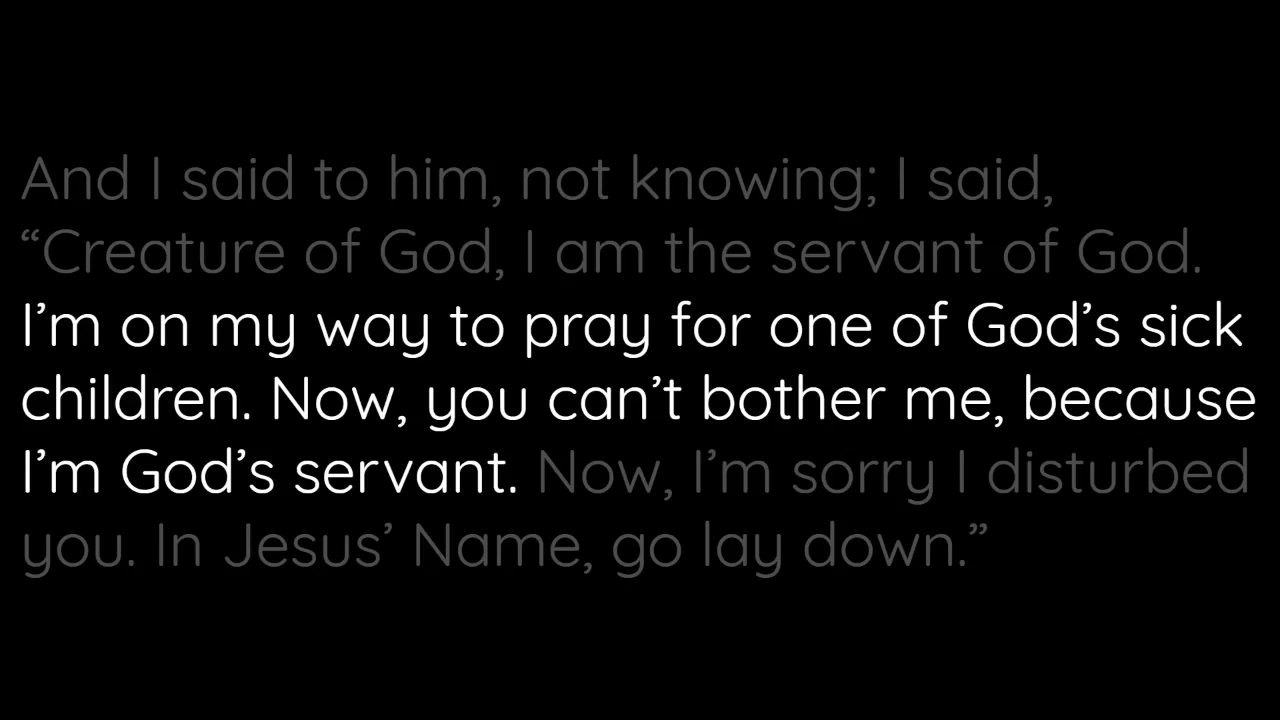 And I said to him, not knowing; I said,
“Creature of God, I am the servant of God.
I’m on my way to pray for one of God’s sick
children. Now, you can’t bother me, because
I’m God’s servant. Now, I’m sorry I disturbed
you. In Jesus’ Name, go lay down.”